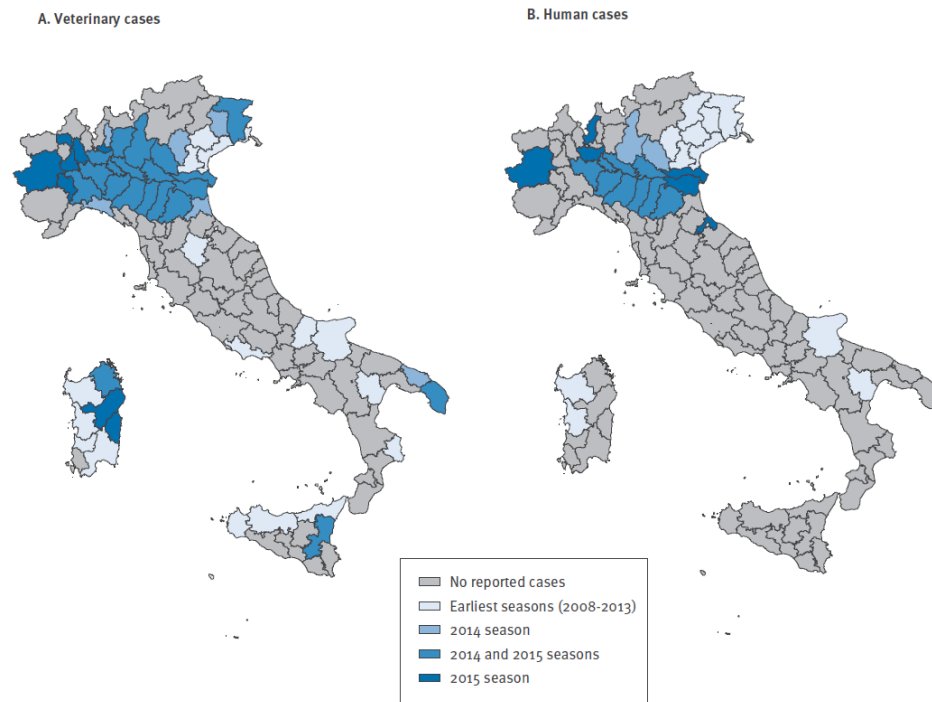 A. Veterinary cases
B. Human cases
No reported cases
Earliest seasons (2008-2013)
2014 season
2014 and 2015 seasons
2015 season